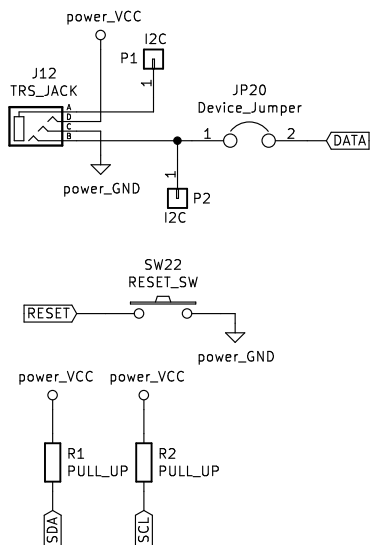 power_VCC
I2C
P1
1
J12
TRS_JACK
A
D
C
B
JP20
Device_Jumper
1
2
DATA
power_GND
1
P2
I2C
SW22
RESET_SW
RESET
power_GND
power_VCC
power_VCC
R1
PULL_UP
R2
PULL_UP
SDA
SCL